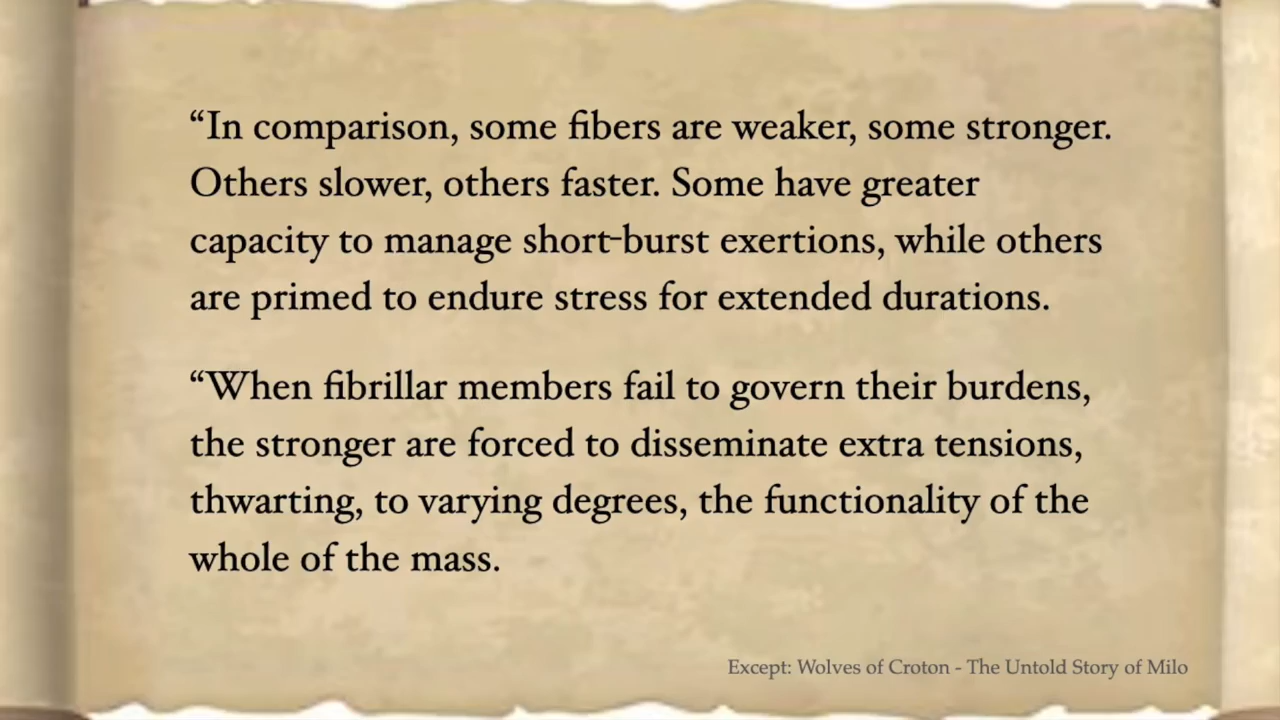 “In comparison, some fibers are weaker, some stronger.
Others slower, others faster. Some have greater
capacity to manage short-burst exertions, while others
are primed to endure stress for extended durations.
“When fibrillar members fail to govern their burdens,
the stronger are forced to disseminate extra tensions,
thwarting, to varying degrees, the functionality of the
whole of the mass.
Except: Wolves of Croton - The Untold Story of Milo